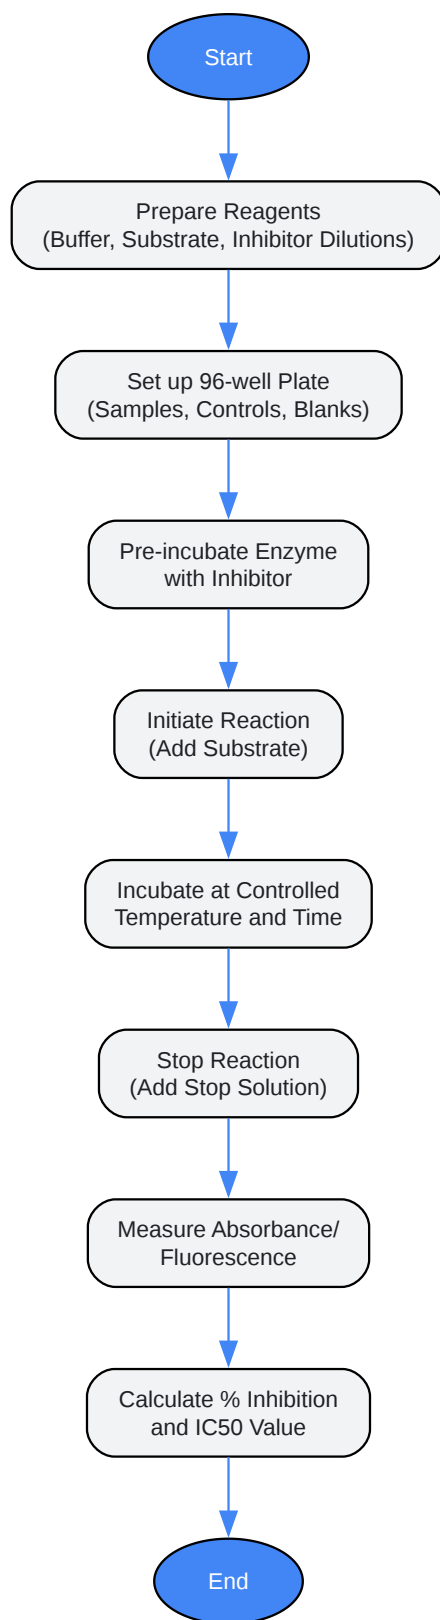 Start
Prepare Reagents
(Buffer, Substrate, Inhibitor Dilutions)
Set up 96-well Plate
(Samples, Controls, Blanks)
Pre-incubate Enzyme
with Inhibitor
Initiate Reaction
(Add Substrate)
Incubate at Controlled
Temperature and Time
Stop Reaction
(Add Stop Solution)
Measure Absorbance/
Fluorescence
Calculate % Inhibition
and IC50 Value
End